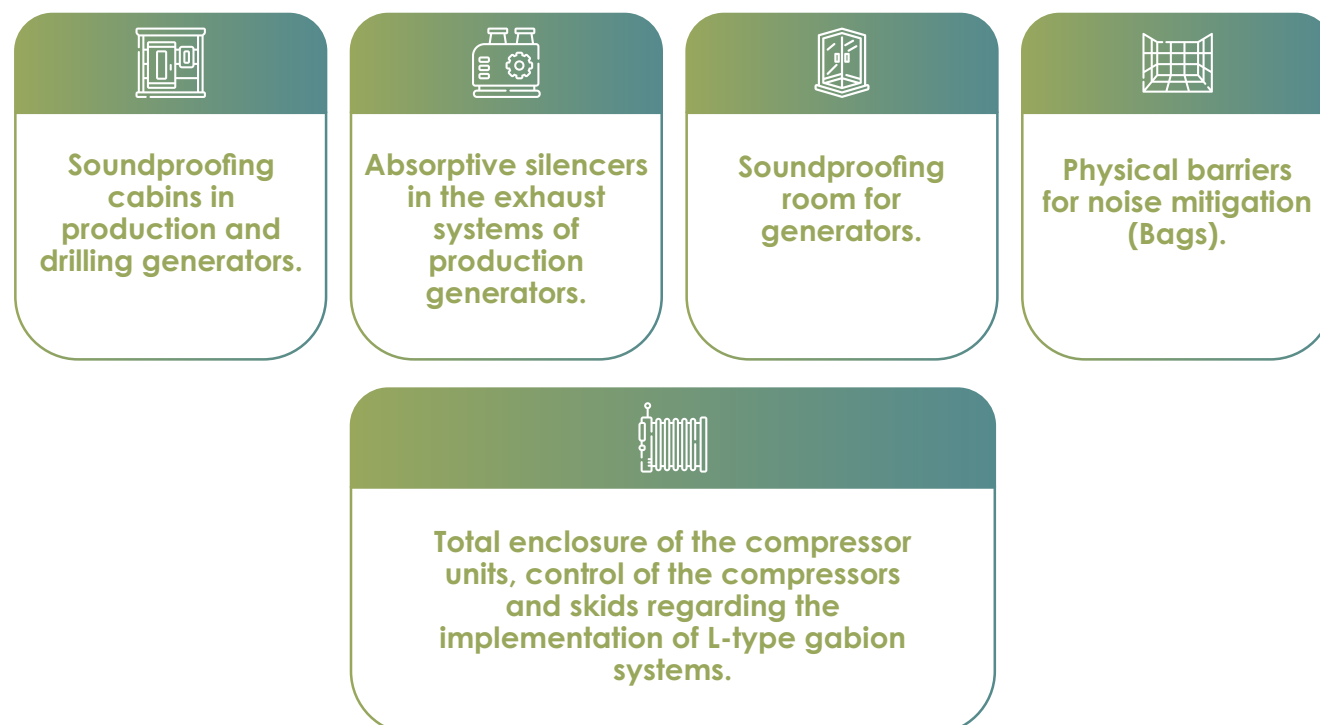 Soundproofing
cabins in
production and
drilling generators.
Absorptive silencers
in the exhaust
systems of
production
generators.
Soundproofing
room for
generators.
Physical barriers
for noise mitigation
(Bags).
Total enclosure of the compressor
units, control of the compressors
and skids regarding the
implementation of L-type gabion
systems.